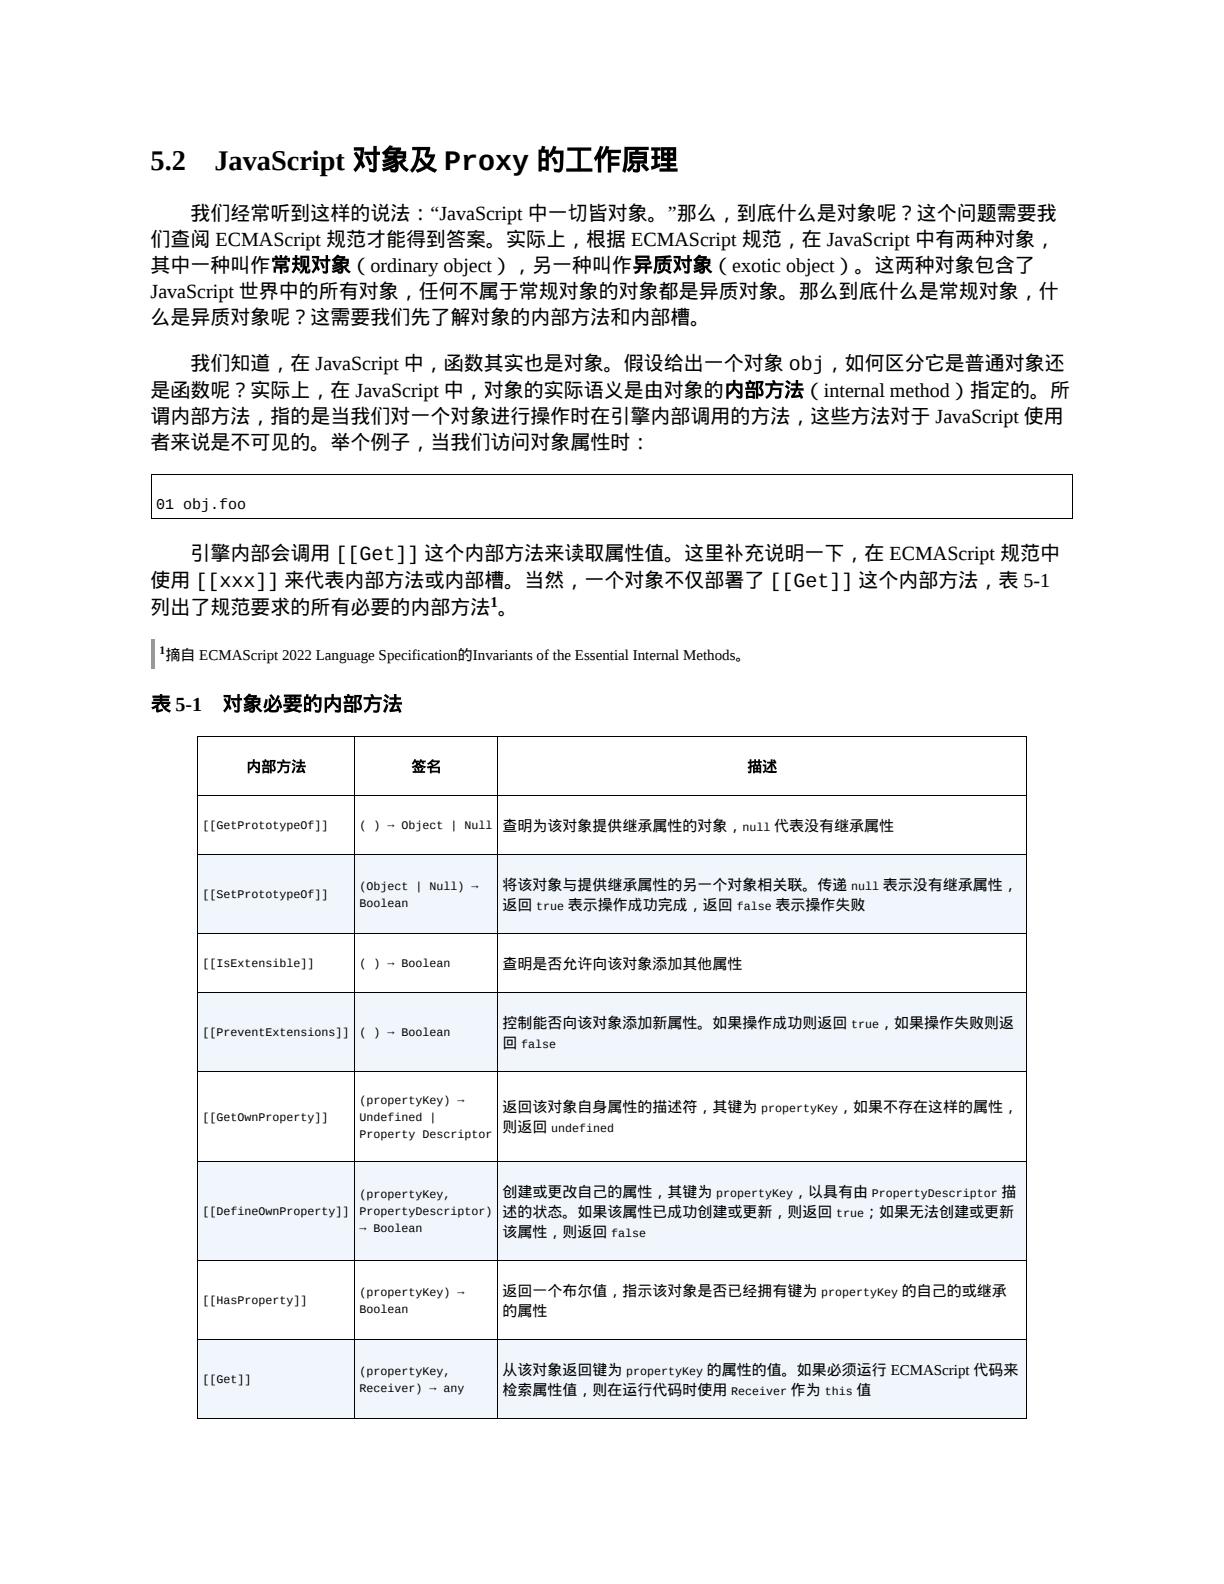 5.2 JavaScript 对象及 Proxy 的工作原理
我们经常听到这样的说法：“JavaScript 中一切皆对象。”那么，到底什么是对象呢？这个问题需要我
们查阅 ECMAScript 规范才能得到答案。实际上，根据 ECMAScript 规范，在 JavaScript 中有两种对象，
其中一种叫作常规对象（ordinary object），另一种叫作异质对象（exotic object）。这两种对象包含了
JavaScript 世界中的所有对象，任何不属于常规对象的对象都是异质对象。那么到底什么是常规对象，什
么是异质对象呢？这需要我们先了解对象的内部方法和内部槽。
我们知道，在 JavaScript 中，函数其实也是对象。假设给出一个对象 obj，如何区分它是普通对象还
是函数呢？实际上，在 JavaScript 中，对象的实际语义是由对象的内部方法（internal method）指定的。所
谓内部方法，指的是当我们对一个对象进行操作时在引擎内部调用的方法，这些方法对于 JavaScript 使用
者来说是不可见的。举个例子，当我们访问对象属性时：
01 obj.foo
引擎内部会调用 [[Get]] 这个内部方法来读取属性值。这里补充说明一下，在 ECMAScript 规范中
使用 [[xxx]] 来代表内部方法或内部槽。当然，一个对象不仅部署了 [[Get]] 这个内部方法，表 5-1
列出了规范要求的所有必要的内部方法1。
1摘自 ECMAScript 2022 Language Specification的Invariants of the Essential Internal Methods。
表 5-1 对象必要的内部方法
内部方法 签名 描述
[[GetPrototypeOf]] ( ) → Object | Null 查明为该对象提供继承属性的对象，null 代表没有继承属性
[[SetPrototypeOf]] (Object | Null) →
Boolean
将该对象与提供继承属性的另一个对象相关联。传递 null 表示没有继承属性，
返回 true 表示操作成功完成，返回 false 表示操作失败
[[IsExtensible]] ( ) → Boolean 查明是否允许向该对象添加其他属性
[[PreventExtensions]] ( ) → Boolean
控制能否向该对象添加新属性。如果操作成功则返回 true，如果操作失败则返
回 false
[[GetOwnProperty]] (propertyKey) →
Undefined |
Property Descriptor
返回该对象自身属性的描述符，其键为 propertyKey，如果不存在这样的属性，
则返回 undefined
[[DefineOwnProperty]] (propertyKey,
PropertyDescriptor)
→ Boolean
创建或更改自己的属性，其键为 propertyKey，以具有由 PropertyDescriptor 描
述的状态。如果该属性已成功创建或更新，则返回 true；如果无法创建或更新
该属性，则返回 false
[[HasProperty]] (propertyKey) →
Boolean
返回一个布尔值，指示该对象是否已经拥有键为 propertyKey 的自己的或继承
的属性
[[Get]] (propertyKey,
Receiver) → any
从该对象返回键为 propertyKey 的属性的值。如果必须运行 ECMAScript 代码来
检索属性值，则在运行代码时使用 Receiver 作为 this 值